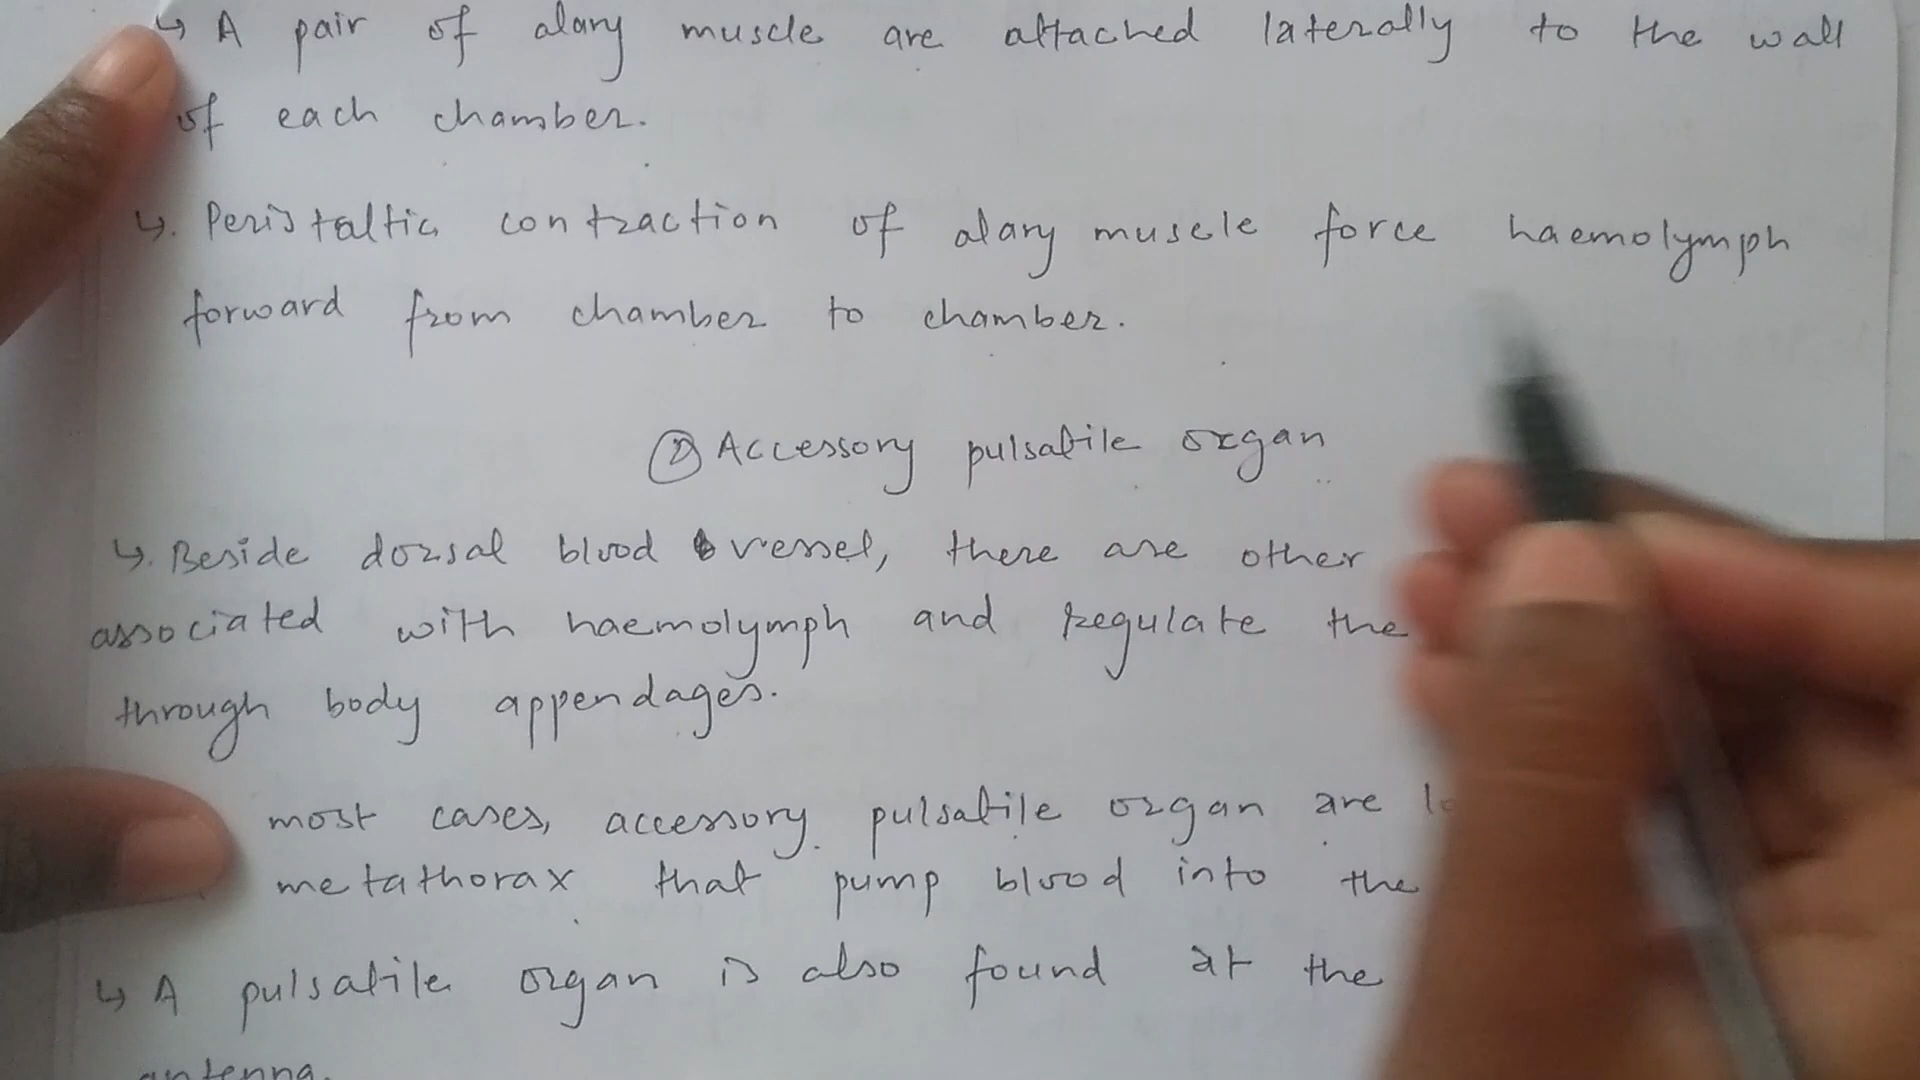 ↳ A pair of alary muscle are attached laterally to the wall
of each chamber.
↳. Peristaltic contraction of alary muscle force haemolymph
forward from chamber to chamber.
② Accessory pulsatile organ
↳. Beside dorsal blood vessel, there are other
associated with haemolymph and regulate the
through body appendages.
most cases, accessory pulsatile organ are
metathorax that pump blood into the
↳ A pulsatile organ is also found at the
antenna.